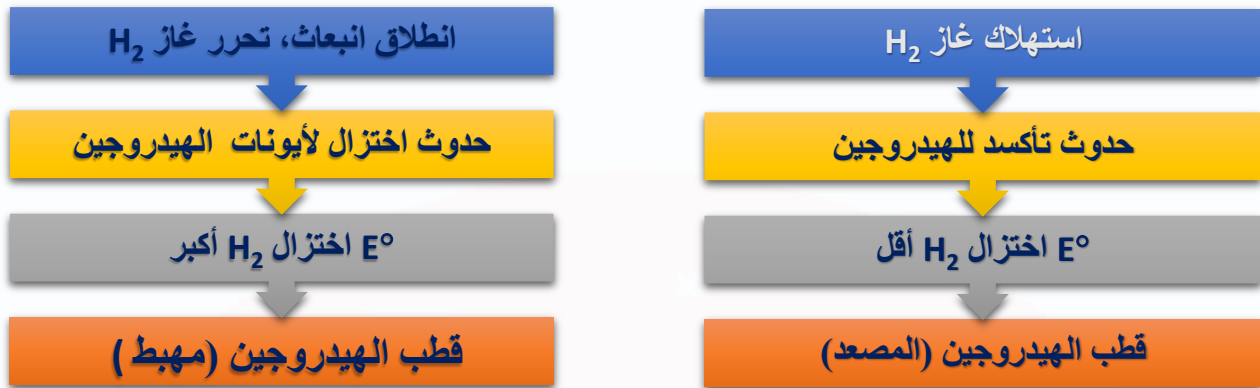 استهلاك غاز H₂
حدوث تأكسد للهيدروجين
E° اختزال H₂ أقل
قطب الهيدروجين (المصعد)
انطلاق انبعاث، تحرر غاز H₂
حدوث اختزال لأيونات الهيدروجين
E° اختزال H₂ أكبر
قطب الهيدروجين (مهبط )